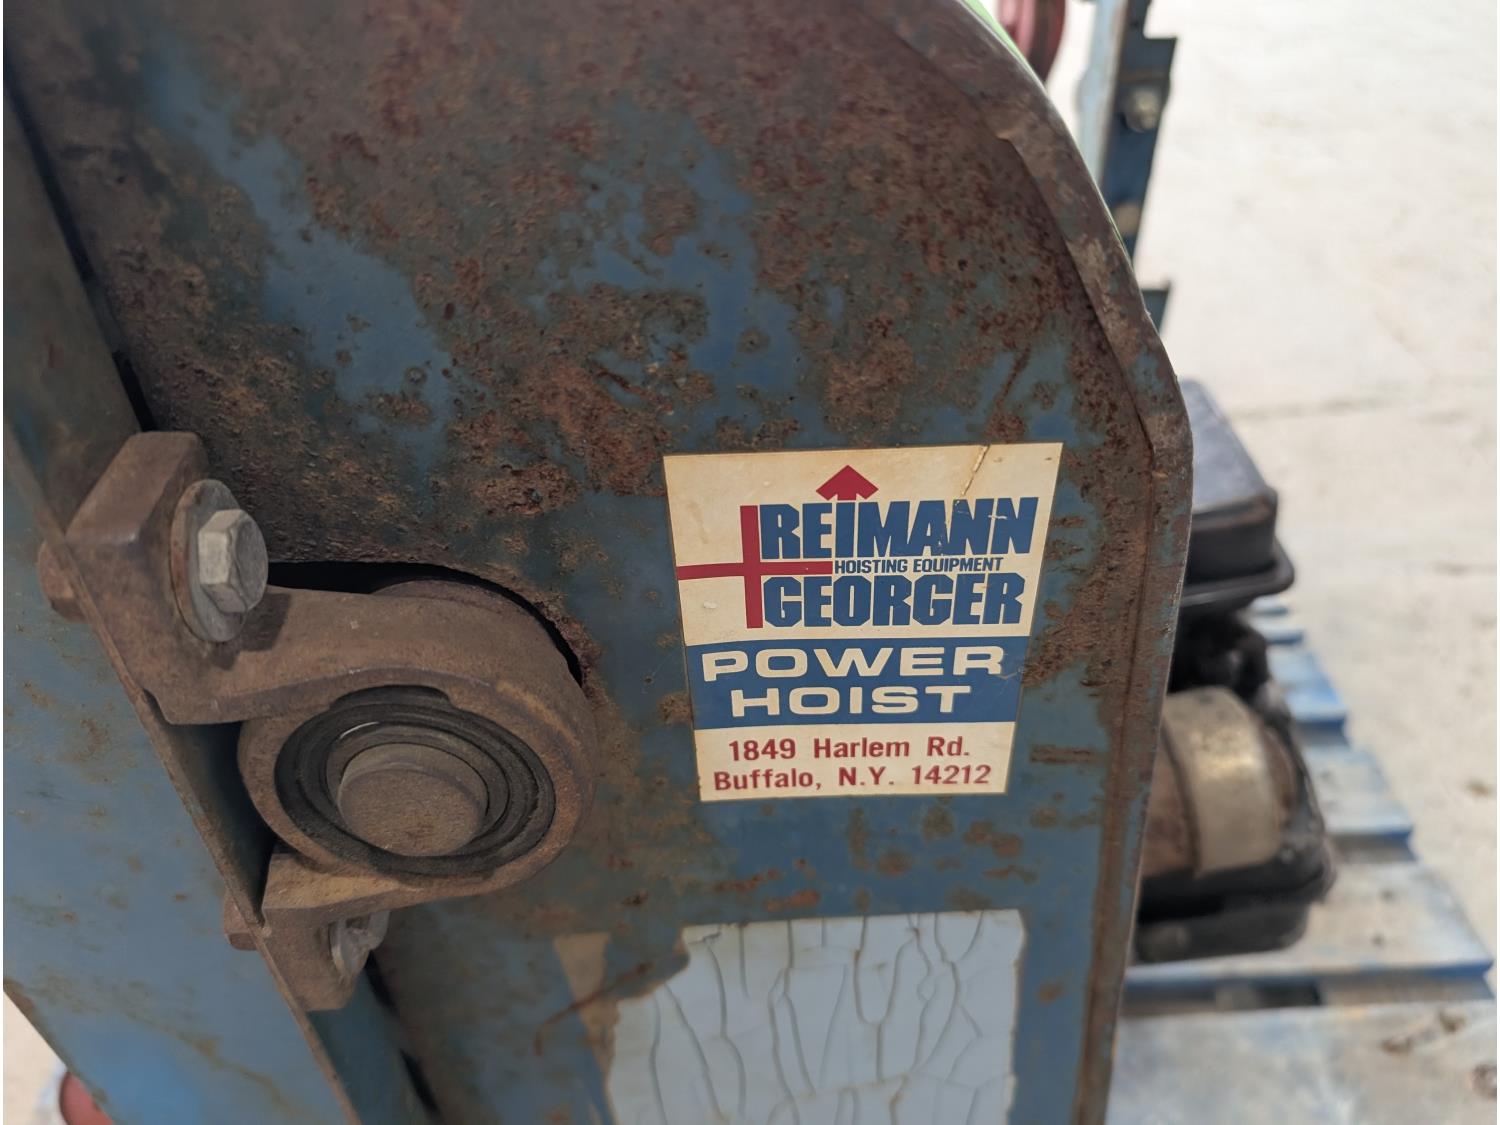 REIMANN
HOISTING EQUIPMENT
GEORGER
POWER
HOIST
1849 Harlem Rd.
Buffalo, N.Y. 14212